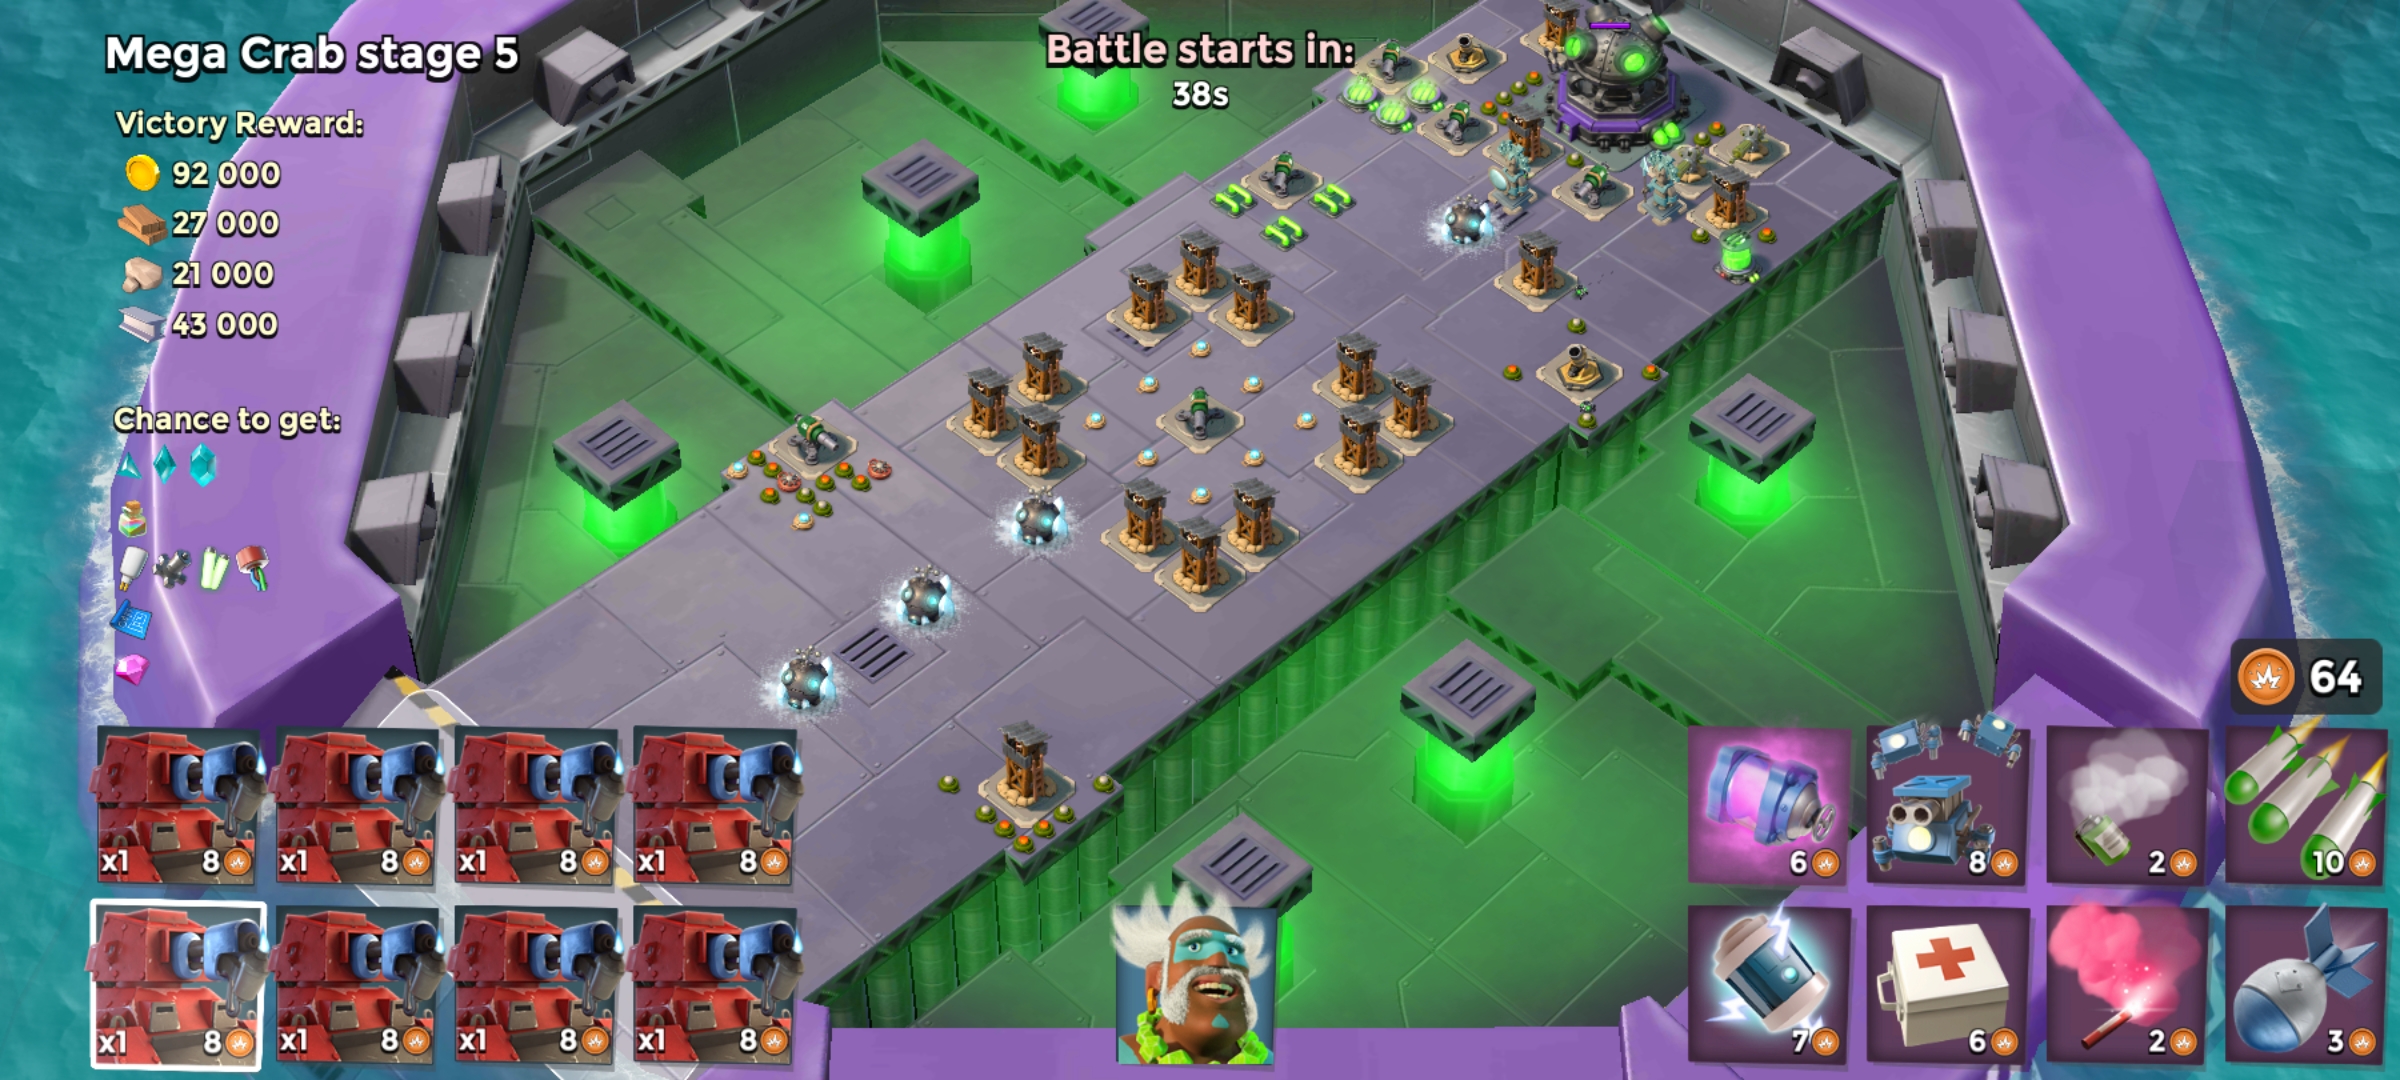 Mega Crab stage 5
Battle starts in:
38s
Victory Reward:
92 000
27 000
21 000
43 000
Chance to get:
64
x1 8
x1 8
x1 8
x1 8
6
8
2
10
x1 8
x1 8
x1 8
x1 8
7
6
2
3